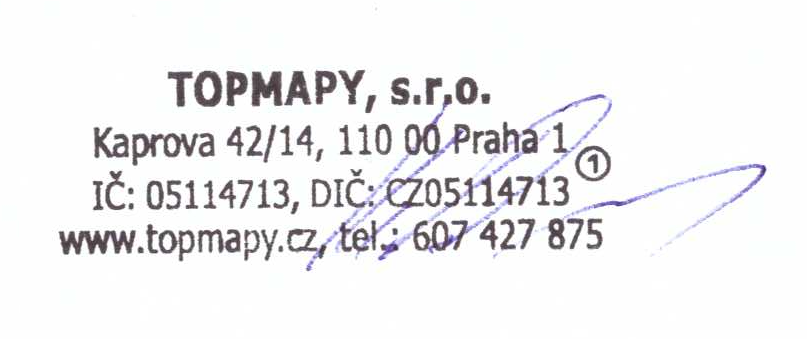 TOPMAPY, s.r.o.
Kaprova 42/14, 110 00 Praha 1
IČ: 05114713, DIČ: CZ05114713 ①
www.topmapy.cz, tel.: 607 427 875